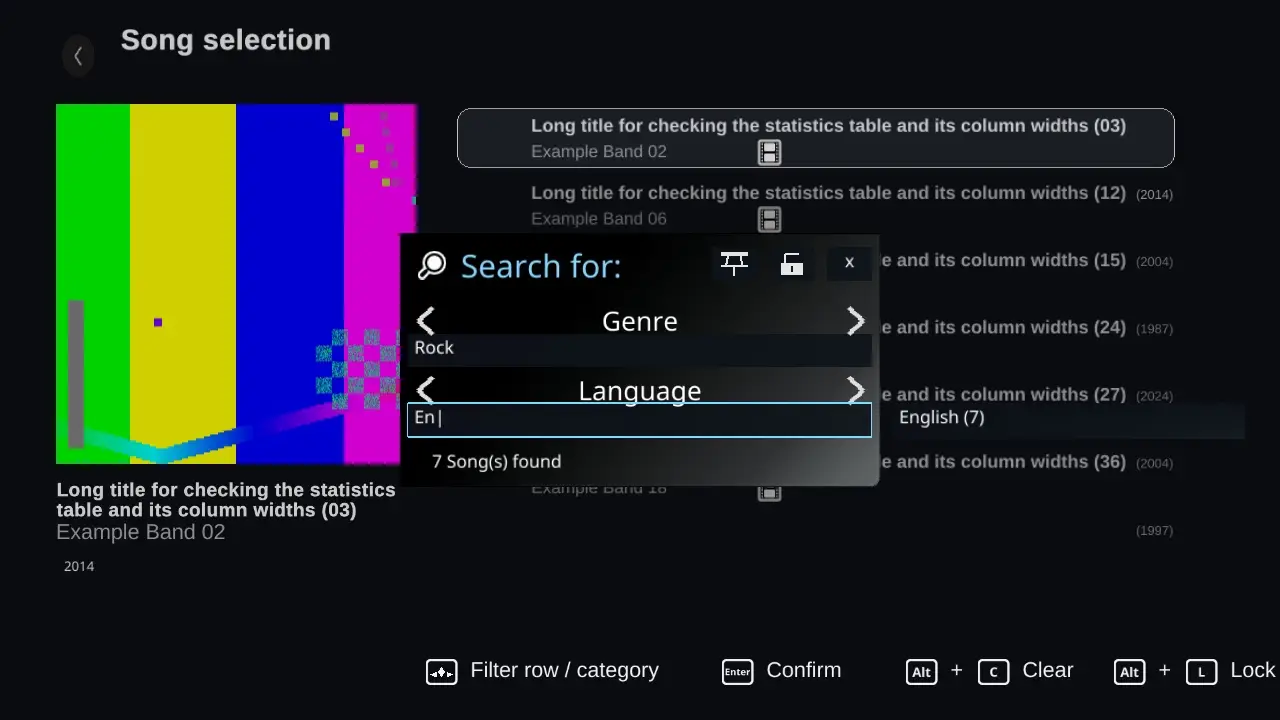 Song selection
Long title for checking the statistics table and its column widths (03)
Example Band 02
Long title for checking the statistics table and its column widths (12) (2014)
Example Band 06
Search for:
x
e and its column widths (15) (2004)
Genre
Rock
e and its column widths (24) (1987)
Language
En|
e and its column widths (27) (2024)
English (7)
7 Song(s) found
e and its column widths (36) (2004)
Example Band 18
(1997)
Long title for checking the statistics
table and its column widths (03)
Example Band 02
2014
Filter row / category
Enter Confirm
Alt + C Clear
Alt + L Lock